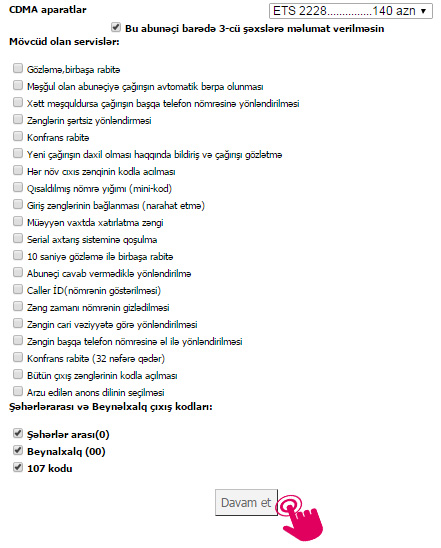 CDMA aparatlar
ETS 2228...............140 azn
Bu abunəçi barədə 3-cü şəxslərə məlumat verilməsin
Mövcüd olan servislər:
Gözləmə,birbaşa rabitə
Məşğul olan abunəçiyə çağırışın avtomatik bərpa olunması
Xətt məşquldursa çağırışın başqa telefon nömrəsinə yönləndirilməsi
Zənglərin şərtsiz yönləndirməsi
Konfrans rabitə
Yeni çağırışın daxil olması haqqında bildiriş və çağırışı gözlətmə
Hər növ cıxıs zənqinin kodla acılması
Qısaldılmış nömrə yığımı (mini-kod)
Giriş zənglərinin bağlanması (narahat etmə)
Müəyyen vaxtda xatırlatma zəngi
Serial axtarış sisteminə qoşulma
10 saniyə gözləmə ilə birbaşa rabitə
Abunəçi cavab vermədiklə yönləndirilmə
Caller İD(nömrənin göstərilməsi)
Zəng zamanı nömrənin gizlədilməsi
Zəngin cari vəziyyətə görə yönləndirilməsi
Zəngin başqa telefon nömrəsinə əl ilə yönləndirilməsi
Konfrans rabitə (32 nəfərə qədər)
Bütün çıxış zənglərinin kodla açılması
Arzu edilən anons dilinin seçilməsi
Şəhərlərarası və Beynəlxalq çıxış kodları:
Şəhərlər arası(0)
Beynalxalq (00)
107 kodu
Davam et